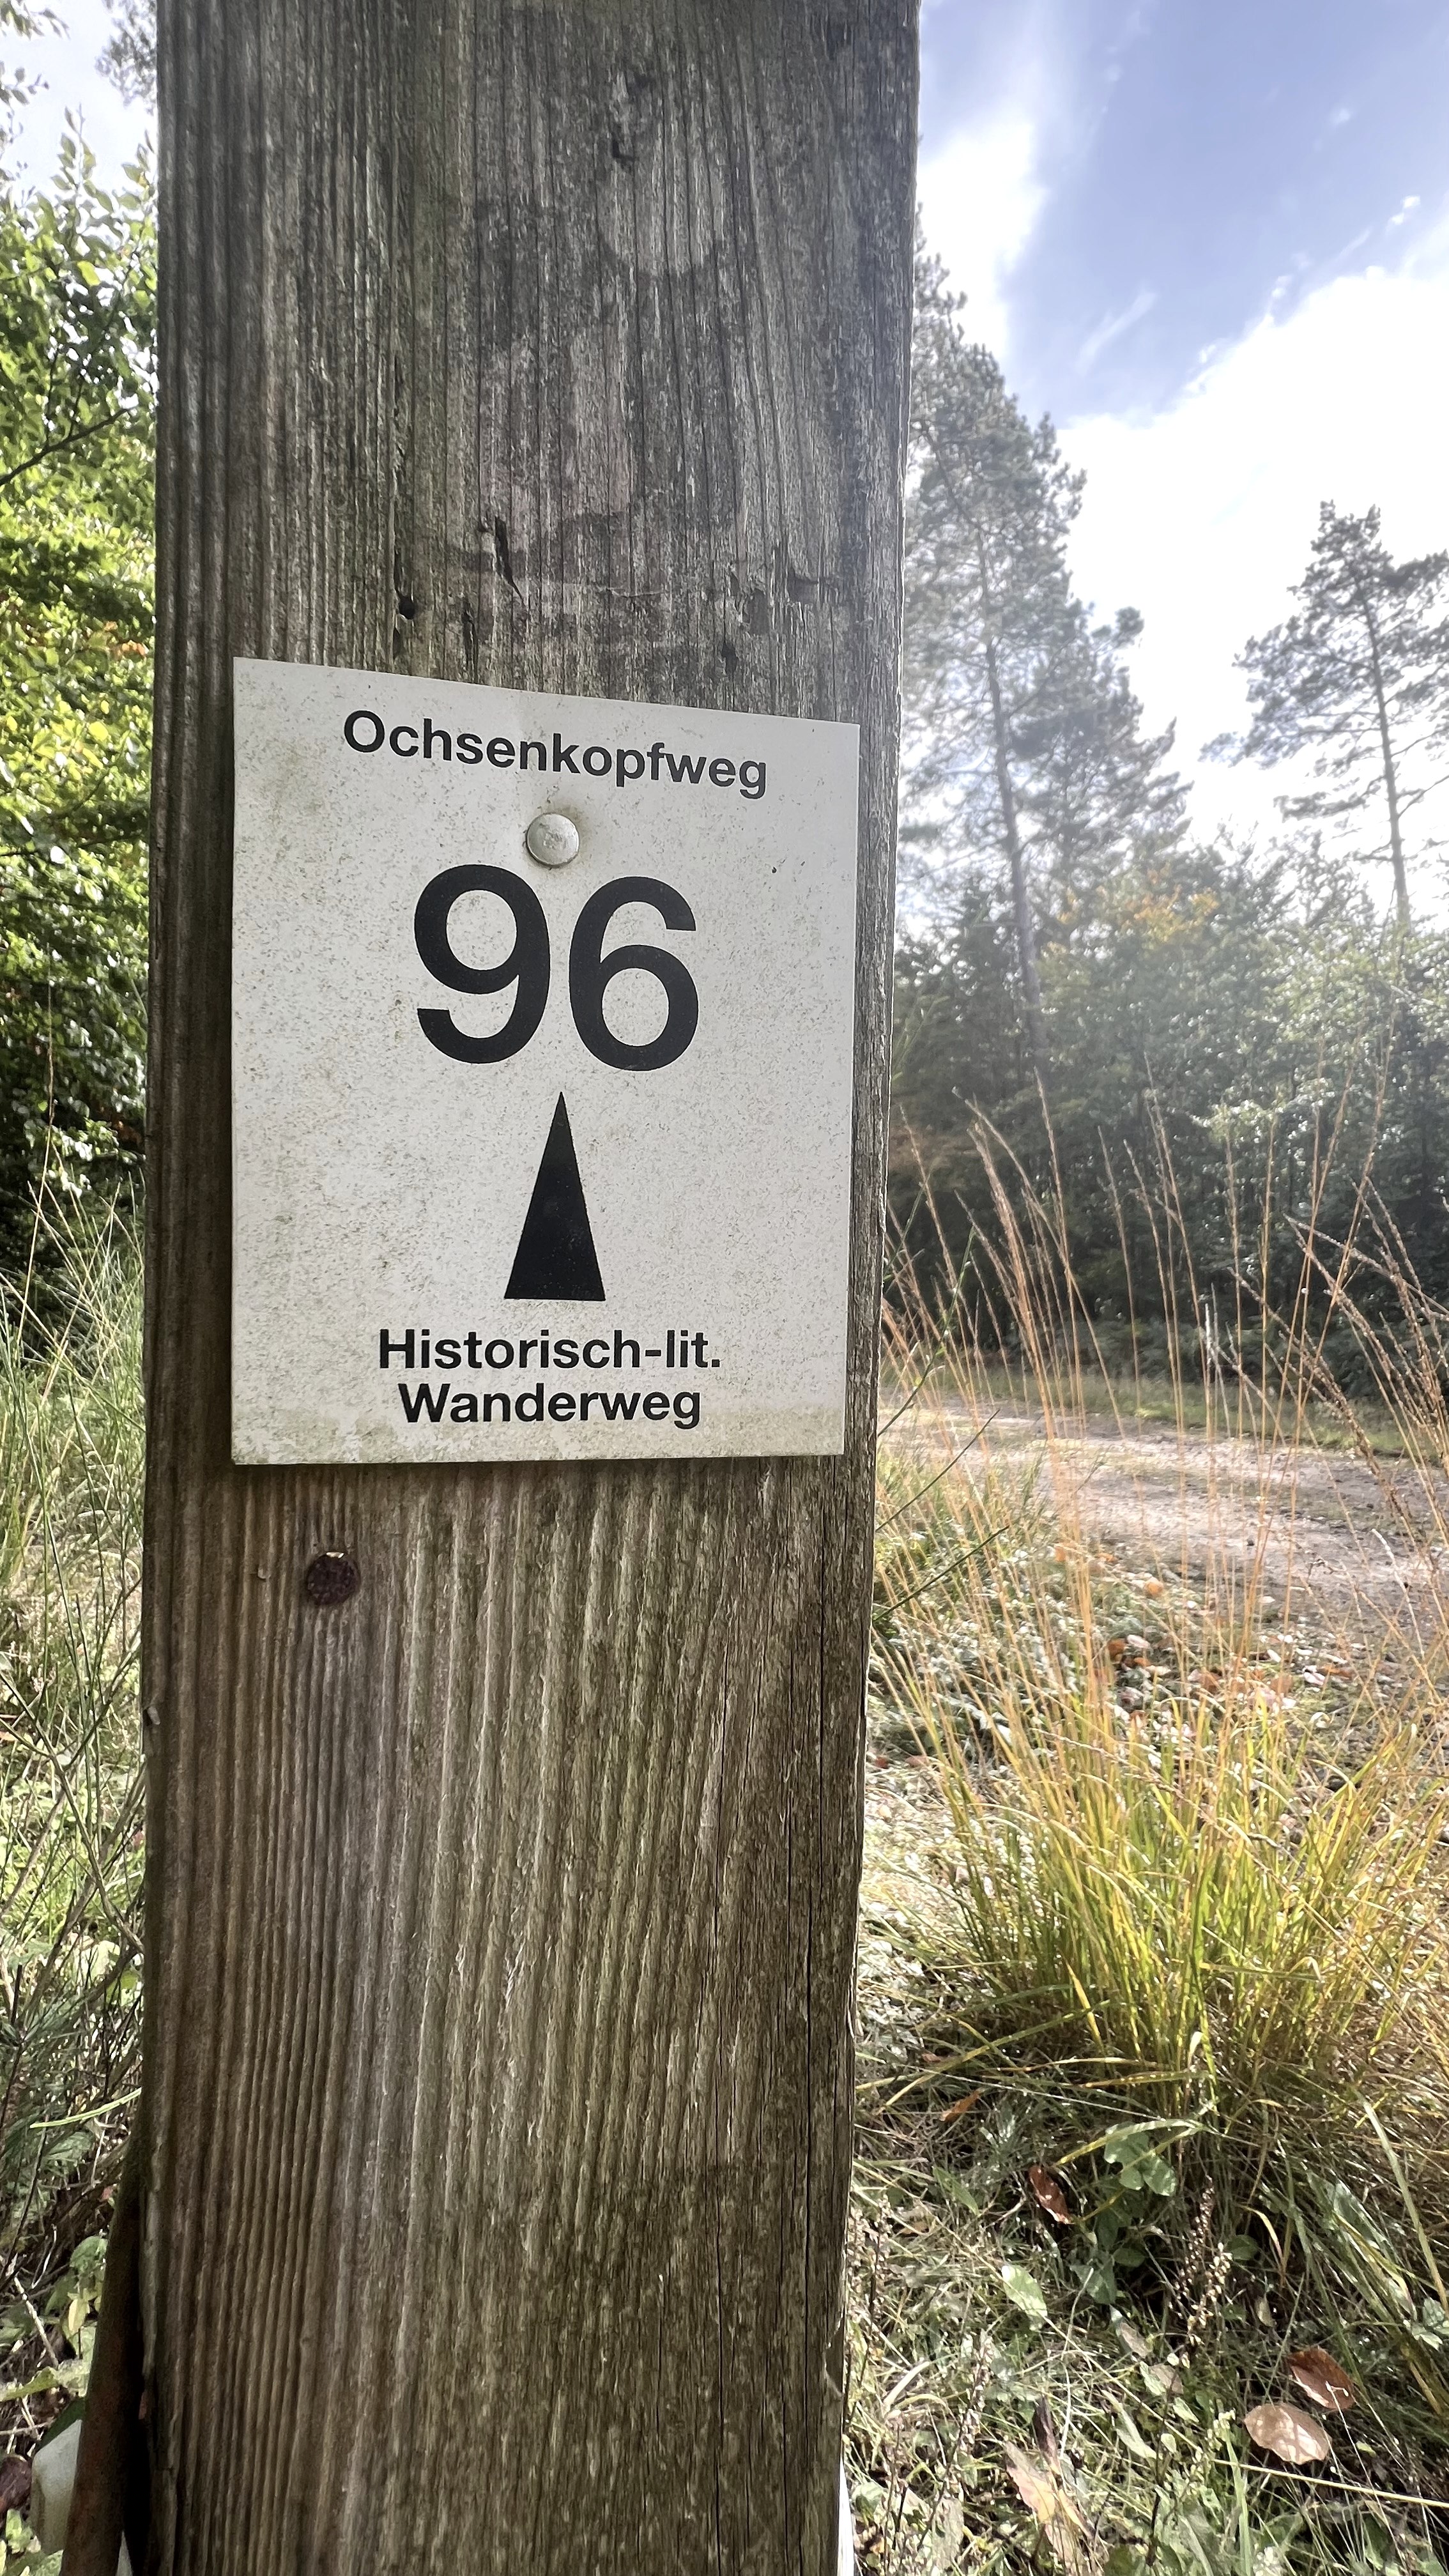 Ochsenkopfweg
96
Historisch-lit.
Wanderweg